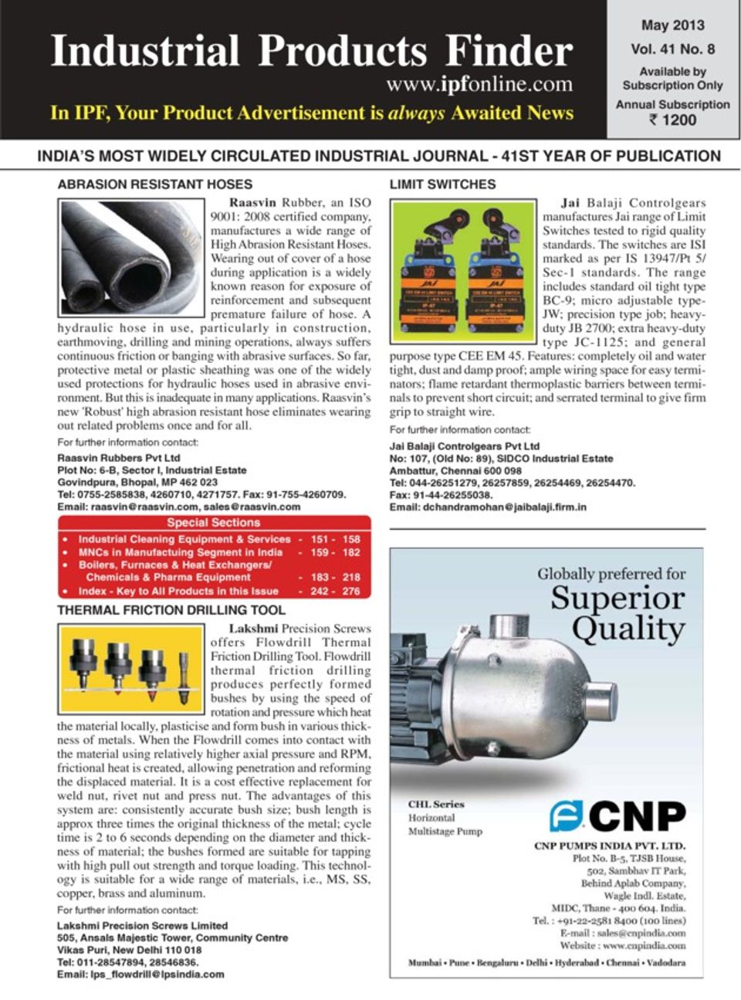 Industrial Products Finder
www.ipfonline.com
In IPF, Your Product Advertisement is always Awaited News
May 2013
Vol. 41 No. 8
Available by
Subscription Only
Annual Subscription
₹ 1200
INDIA'S MOST WIDELY CIRCULATED INDUSTRIAL JOURNAL - 41ST YEAR OF PUBLICATION
ABRASION RESISTANT HOSES
Raasvin Rubber, an ISO
9001: 2008 certified company,
manufactures a wide range of
High Abrasion Resistant Hoses.
Wearing out of cover of a hose
during application is a widely
known reason for exposure of
reinforcement and subsequent
premature failure of hose. A
hydraulic hose in use, particularly in construction,
earthmoving, drilling and mining operations, always suffers
continuous friction or banging with abrasive surfaces. So far,
protective metal or plastic sheathing was one of the widely
used protections for hydraulic hoses used in abrasive envi-
ronment. But this is inadequate in many applications. Raasvin's
new 'Robust' high abrasion resistant hose eliminates wearing
out related problems once and for all.
For further information contact:
Raasvin Rubbers Pvt Ltd
Plot No: 6-B, Sector I, Industrial Estate
Govindpura, Bhopal, MP 462 023
Tel: 0755-2585838, 4260710, 4271757. Fax: 91-755-4260709.
Email: raasvin@raasvin.com, sales@raasvin.com
Special Sections
• Industrial Cleaning Equipment & Services - 151 - 158
• MNCs in Manufactuing Segment in India - 159 - 182
• Boilers, Furnaces & Heat Exchangers/
Chemicals & Pharma Equipment - 183 - 218
• Index - Key to All Products in this Issue - 242 - 276
THERMAL FRICTION DRILLING TOOL
Lakshmi Precision Screws
offers Flowdrill Thermal
Friction Drilling Tool. Flowdrill
thermal friction drilling
produces perfectly formed
bushes by using the speed of
rotation and pressure which heat
the material locally, plasticise and form bush in various thick-
ness of metals. When the Flowdrill comes into contact with
the material using relatively higher axial pressure and RPM,
frictional heat is created, allowing penetration and reforming
the displaced material. It is a cost effective replacement for
weld nut, rivet nut and press nut. The advantages of this
system are: consistently accurate bush size; bush length is
approx three times the original thickness of the metal; cycle
time is 2 to 6 seconds depending on the diameter and thick-
ness of material; the bushes formed are suitable for tapping
with high pull out strength and torque loading. This technol-
ogy is suitable for a wide range of materials, i.e., MS, SS,
copper, brass and aluminum.
For further information contact:
Lakshmi Precision Screws Limited
505, Ansals Majestic Tower, Community Centre
Vikas Puri, New Delhi 110 018
Tel: 011-28547894, 28546836.
Email: lps_flowdrill@lpsindia.com
LIMIT SWITCHES
JAI
CEE EM 45 LIMIT SWITCH
IP-67
JAI
CEE EM 45 LIMIT SWITCH
IP-67
Jai Balaji Controlgears
manufactures Jai range of Limit
Switches tested to rigid quality
standards. The switches are ISI
marked as per IS 13947/Pt 5/
Sec-1 standards. The range
includes standard oil tight type
BC-9; micro adjustable type-
JW; precision type job; heavy-
duty JB 2700; extra heavy-duty
type JC-1125; and general
purpose type CEE EM 45. Features: completely oil and water
tight, dust and damp proof; ample wiring space for easy termi-
nators; flame retardant thermoplastic barriers between termi-
nals to prevent short circuit; and serrated terminal to give firm
grip to straight wire.
For further information contact:
Jai Balaji Controlgears Pvt Ltd
No: 107, (Old No: 89), SIDCO Industrial Estate
Ambattur, Chennai 600 098
Tel: 044-26251279, 26257859, 26254469, 26254470.
Fax: 91-44-26255038.
Email: dchandramohan@jaibalaji.firm.in
Globally preferred for
Superior
Quality
CHL Series
Horizontal
Multistage Pump
CNP
CNP PUMPS INDIA PVT. LTD.
Plot No. B-5, TJSB House,
502, Sambhav IT Park,
Behind Aplab Company,
Wagle Indl. Estate,
MIDC, Thane - 400 604. India.
Tel. : +91-22-2581 8400 (100 lines)
E-mail : sales@cnpindia.com
Website : www.cnpindia.com
Mumbai • Pune • Bengaluru • Delhi • Hyderabad • Chennai • Vadodara